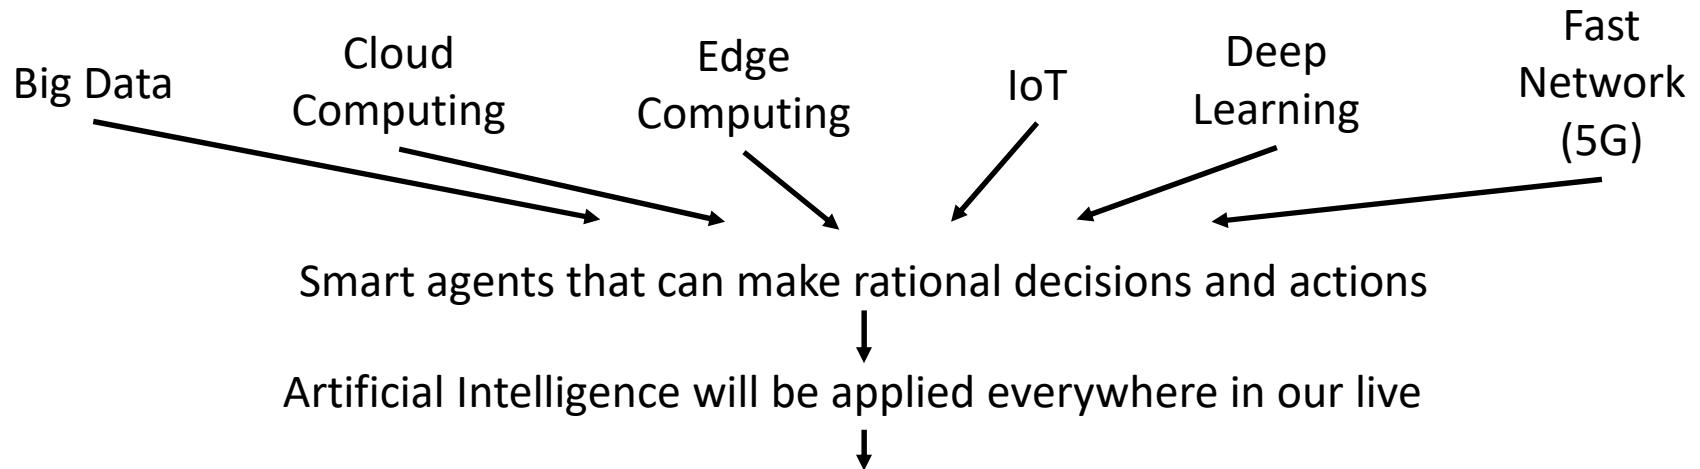 Big Data
Cloud
Computing
Edge
Computing
IoT
Deep
Learning
Fast
Network
(5G)
Smart agents that can make rational decisions and actions
Artificial Intelligence will be applied everywhere in our live